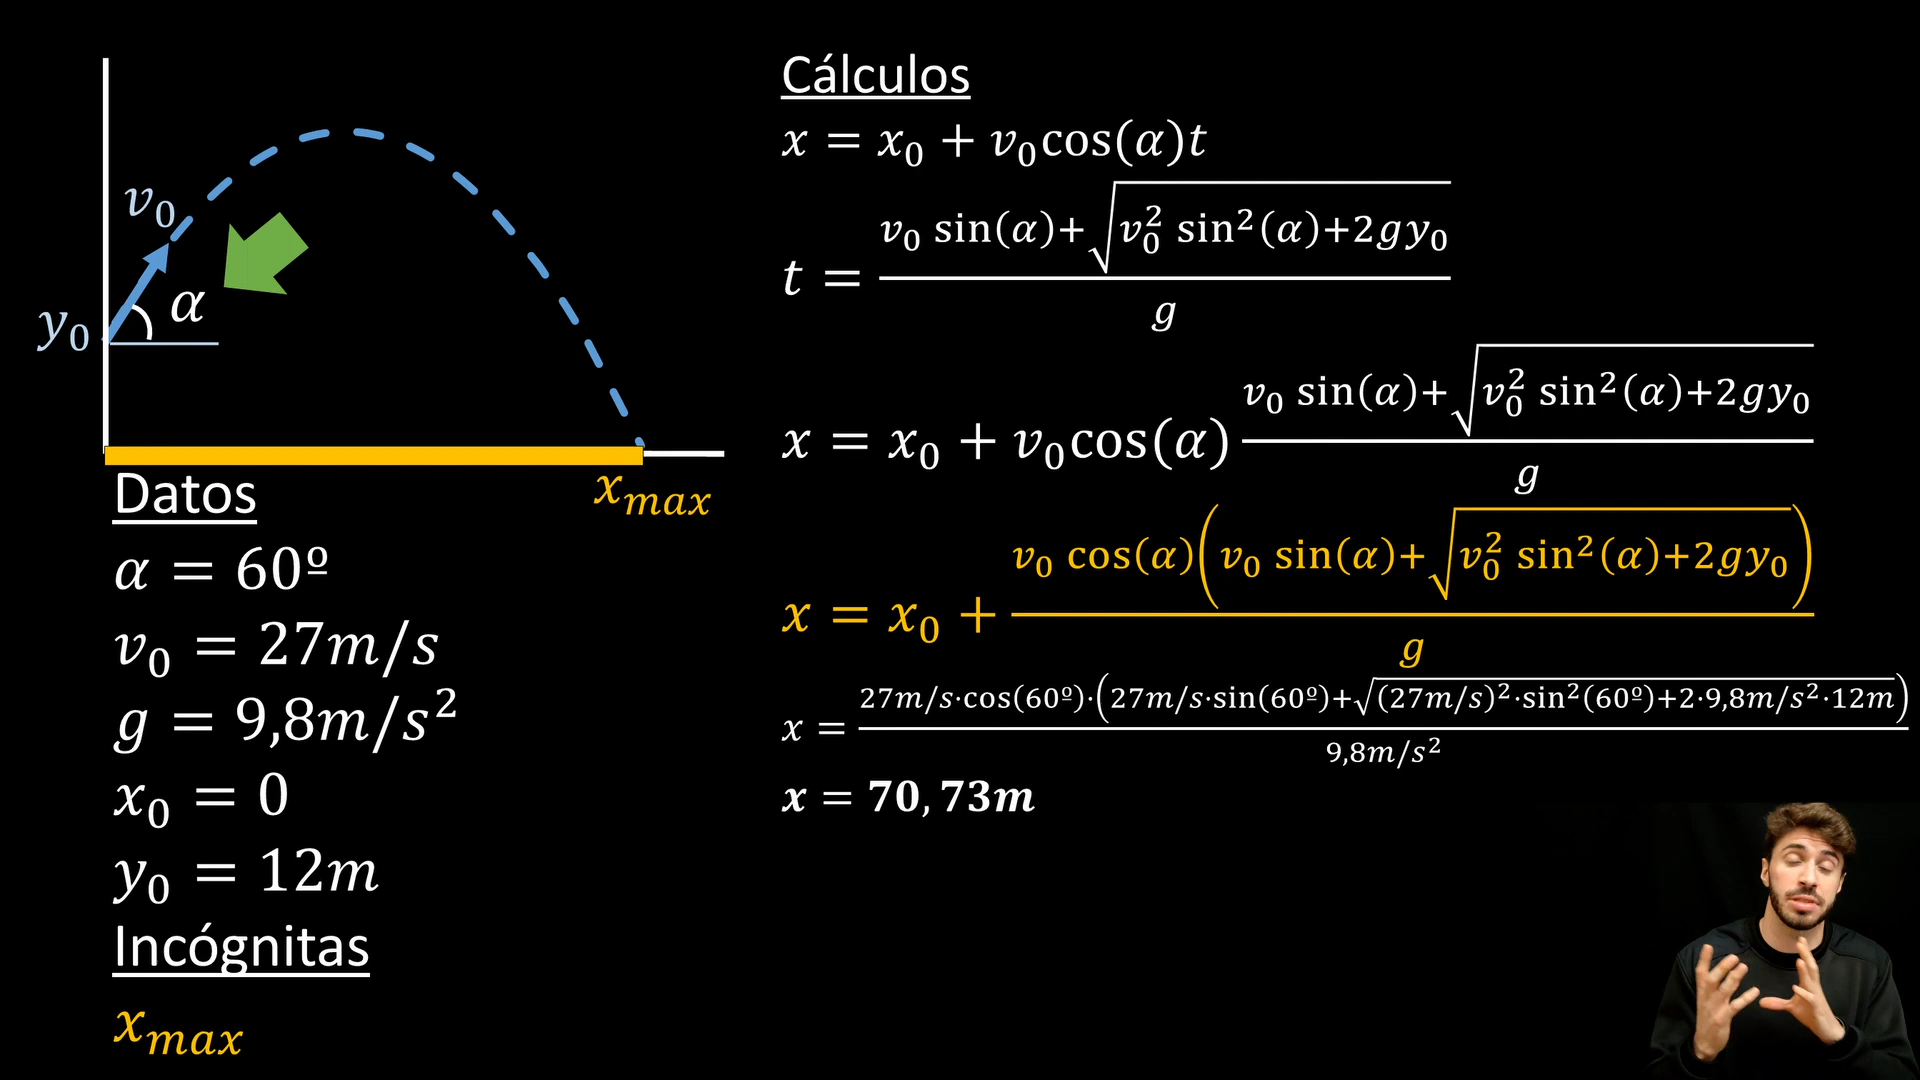 v₀
α
y₀
x_max
Datos
α = 60º
v₀ = 27m/s
g = 9,8m/s²
x₀ = 0
y₀ = 12m
Incógnitas
x_max
Cálculos
x = x₀ + v₀cos(α)t
t = (v₀ sin(α)+√(v₀² sin²(α)+2gy₀))/g
x = x₀ + v₀cos(α) (v₀ sin(α)+√(v₀² sin²(α)+2gy₀))/g
x = x₀ + (v₀ cos(α)(v₀ sin(α)+√(v₀² sin²(α)+2gy₀)))/g
x = (27m/s·cos(60º)·(27m/s·sin(60º)+√((27m/s)²·sin²(60º)+2·9,8m/s²·12m)))/(9,8m/s²)
x = 70,73m